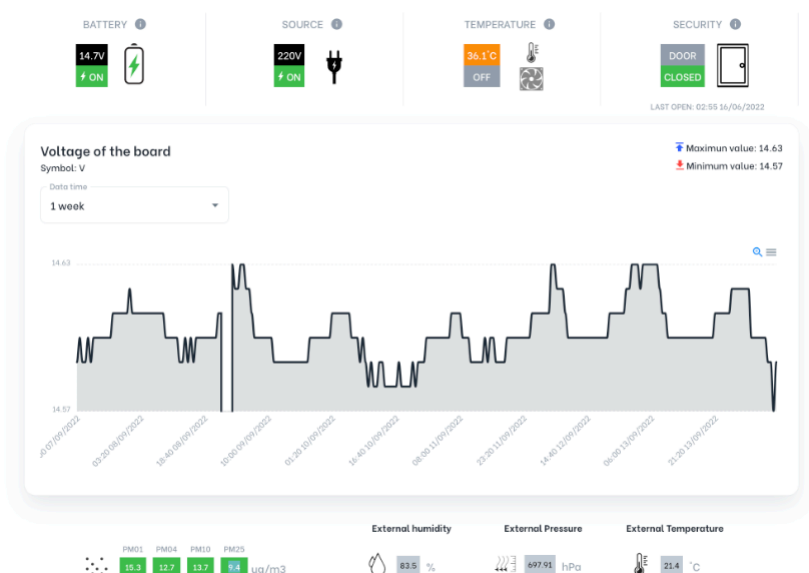 BATTERY
SOURCE
TEMPERATURE
SECURITY
14.7V
ON
220V
ON
36.1°C
OFF
DOOR
CLOSED
LAST OPEN: 02:55 16/06/2022
Voltage of the board
Symbol: V
Maximun value: 14.63
Minimum value: 14.57
Data time
1 week
14.63
14.57
00 07/09/2022
03:20 08/09/2022
18:40 08/09/2022
10:00 09/09/2022
01:20 10/09/2022
16:40 10/09/2022
08:00 11/09/2022
23:20 11/09/2022
14:40 12/09/2022
06:00 13/09/2022
21:20 13/09/2022
External humidity
External Pressure
External Temperature
PM01 PM04 PM10 PM25
15.3 12.7 13.7 9.4 ug/m3
83.5 %
697.91 hPa
21.4 °C